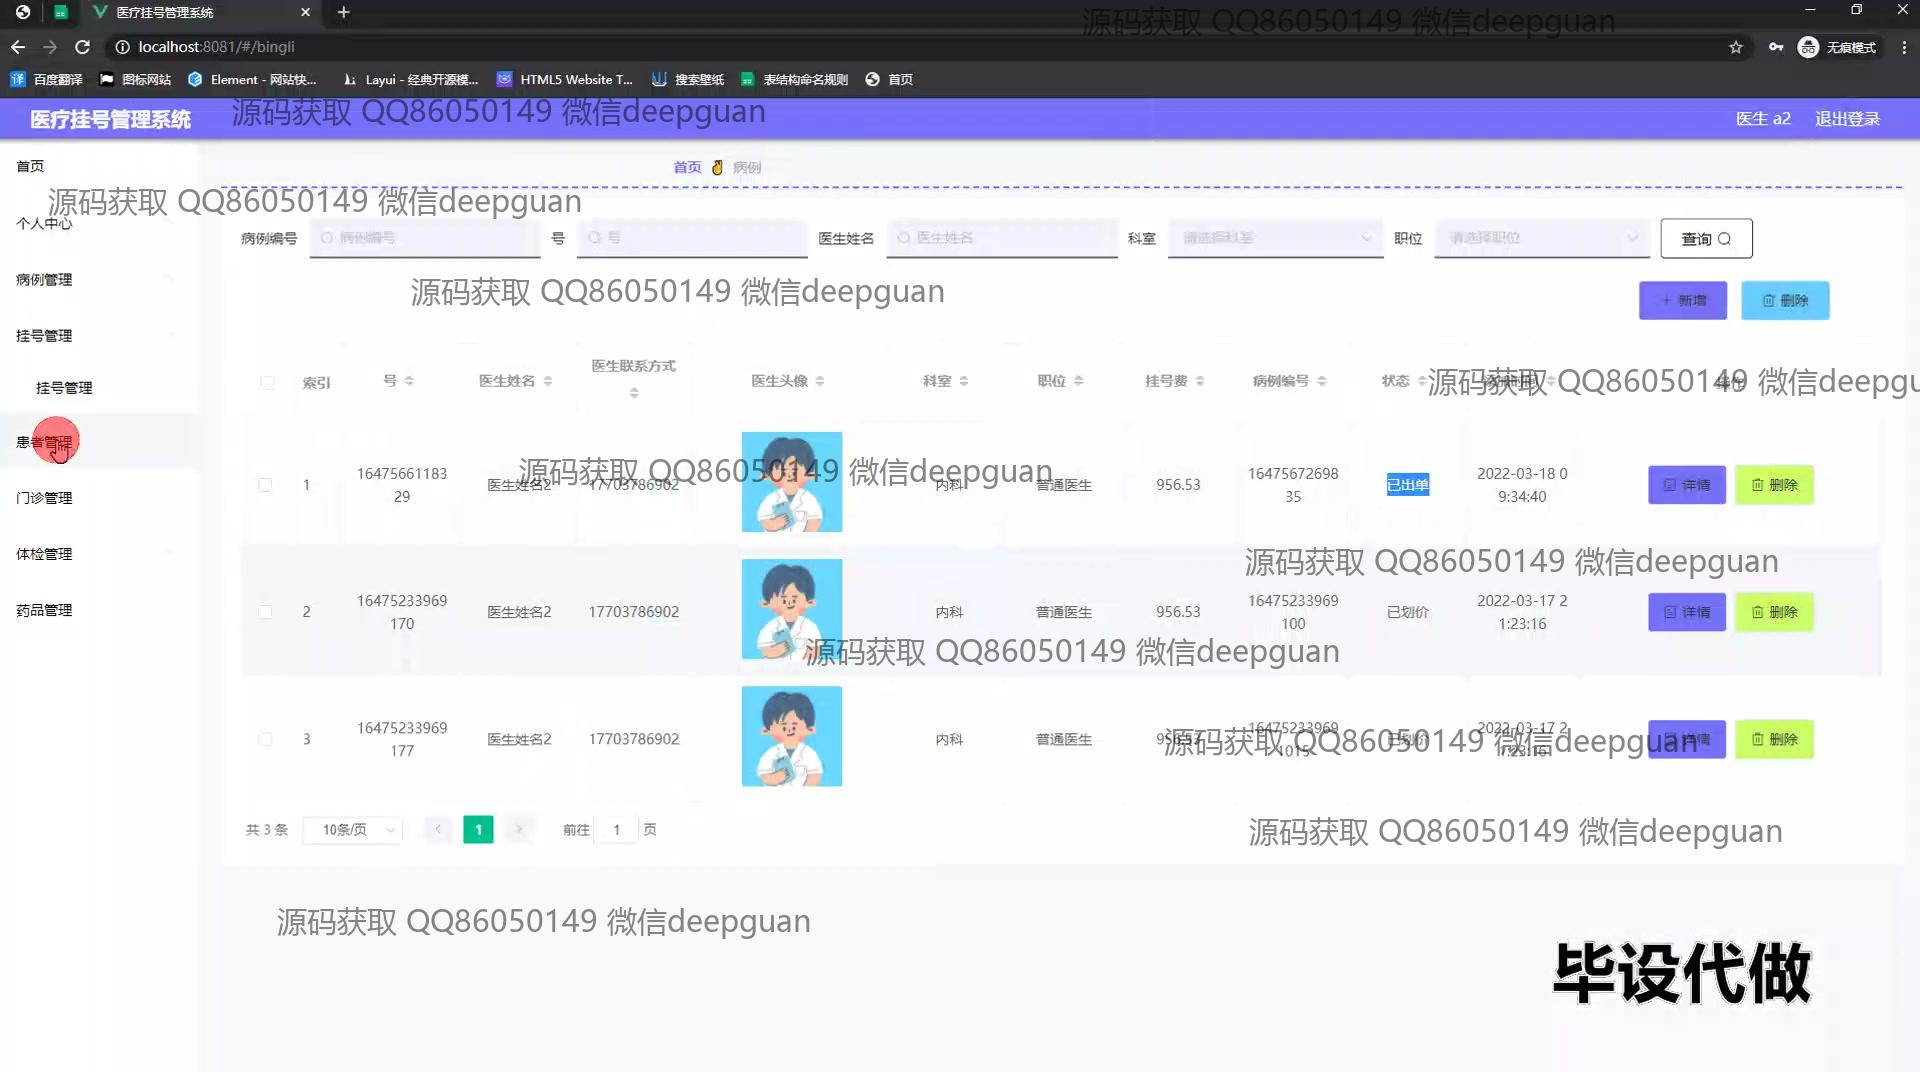 医疗挂号管理系统
源码获取 QQ86050149 微信deepguan
localhost:8081/#/bingli
无痕模式
百度翻译 图标网站 Element - 网站快... Layui - 经典开源模... HTML5 Website T... 搜索壁纸 表结构命名规则 首页
医疗挂号管理系统
源码获取 QQ86050149 微信deepguan
医生 a2 退出登录
首页
首页 病例
源码获取 QQ86050149 微信deepguan
个人中心
病例编号 病例编号 号 号 医生姓名 医生姓名 科室 请选择科室 职位 请选择职位 查询
病例管理
源码获取 QQ86050149 微信deepguan
+ 新增 删除
挂号管理
挂号管理
索引 号 医生姓名 医生联系方式 医生头像 科室 职位 挂号费 病例编号 状态
源码获取 QQ86050149 微信deepgu
患者管理
源码获取 QQ86050149 微信deepguan
1 16475661183
29 医生姓名2 17703786902 内科 普通医生 956.53 16475672698
35 已出单 2022-03-18 0
9:34:40 详情 删除
门诊管理
体检管理
源码获取 QQ86050149 微信deepguan
药品管理
2 16475233969
170 医生姓名2 17703786902 内科 普通医生 956.53 16475233969
100 已划价 2022-03-17 2
1:23:16 详情 删除
源码获取 QQ86050149 微信deepguan
3 16475233969
177 医生姓名2 17703786902 内科 普通医生 16475233969
2022-03-17 2
删除
源码获取 QQ86050149 微信deepguan
共 3 条 10条/页 1 前往 1 页
源码获取 QQ86050149 微信deepguan
源码获取 QQ86050149 微信deepguan
毕设代做